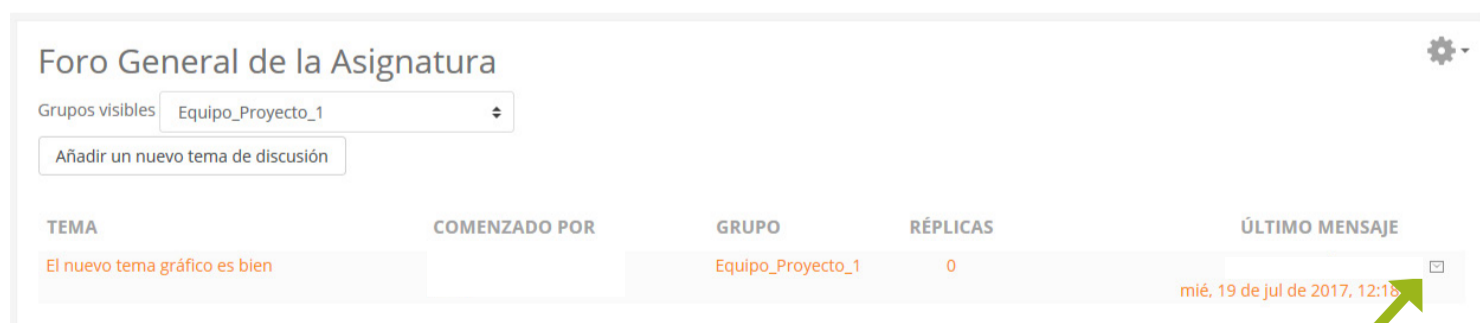 Foro General de la Asignatura
Grupos visibles Equipo_Proyecto_1
Añadir un nuevo tema de discusión
TEMA COMENZADO POR GRUPO RÉPLICAS ÚLTIMO MENSAJE
El nuevo tema gráfico es bien Equipo_Proyecto_1 0
mié, 19 de jul de 2017, 12:18